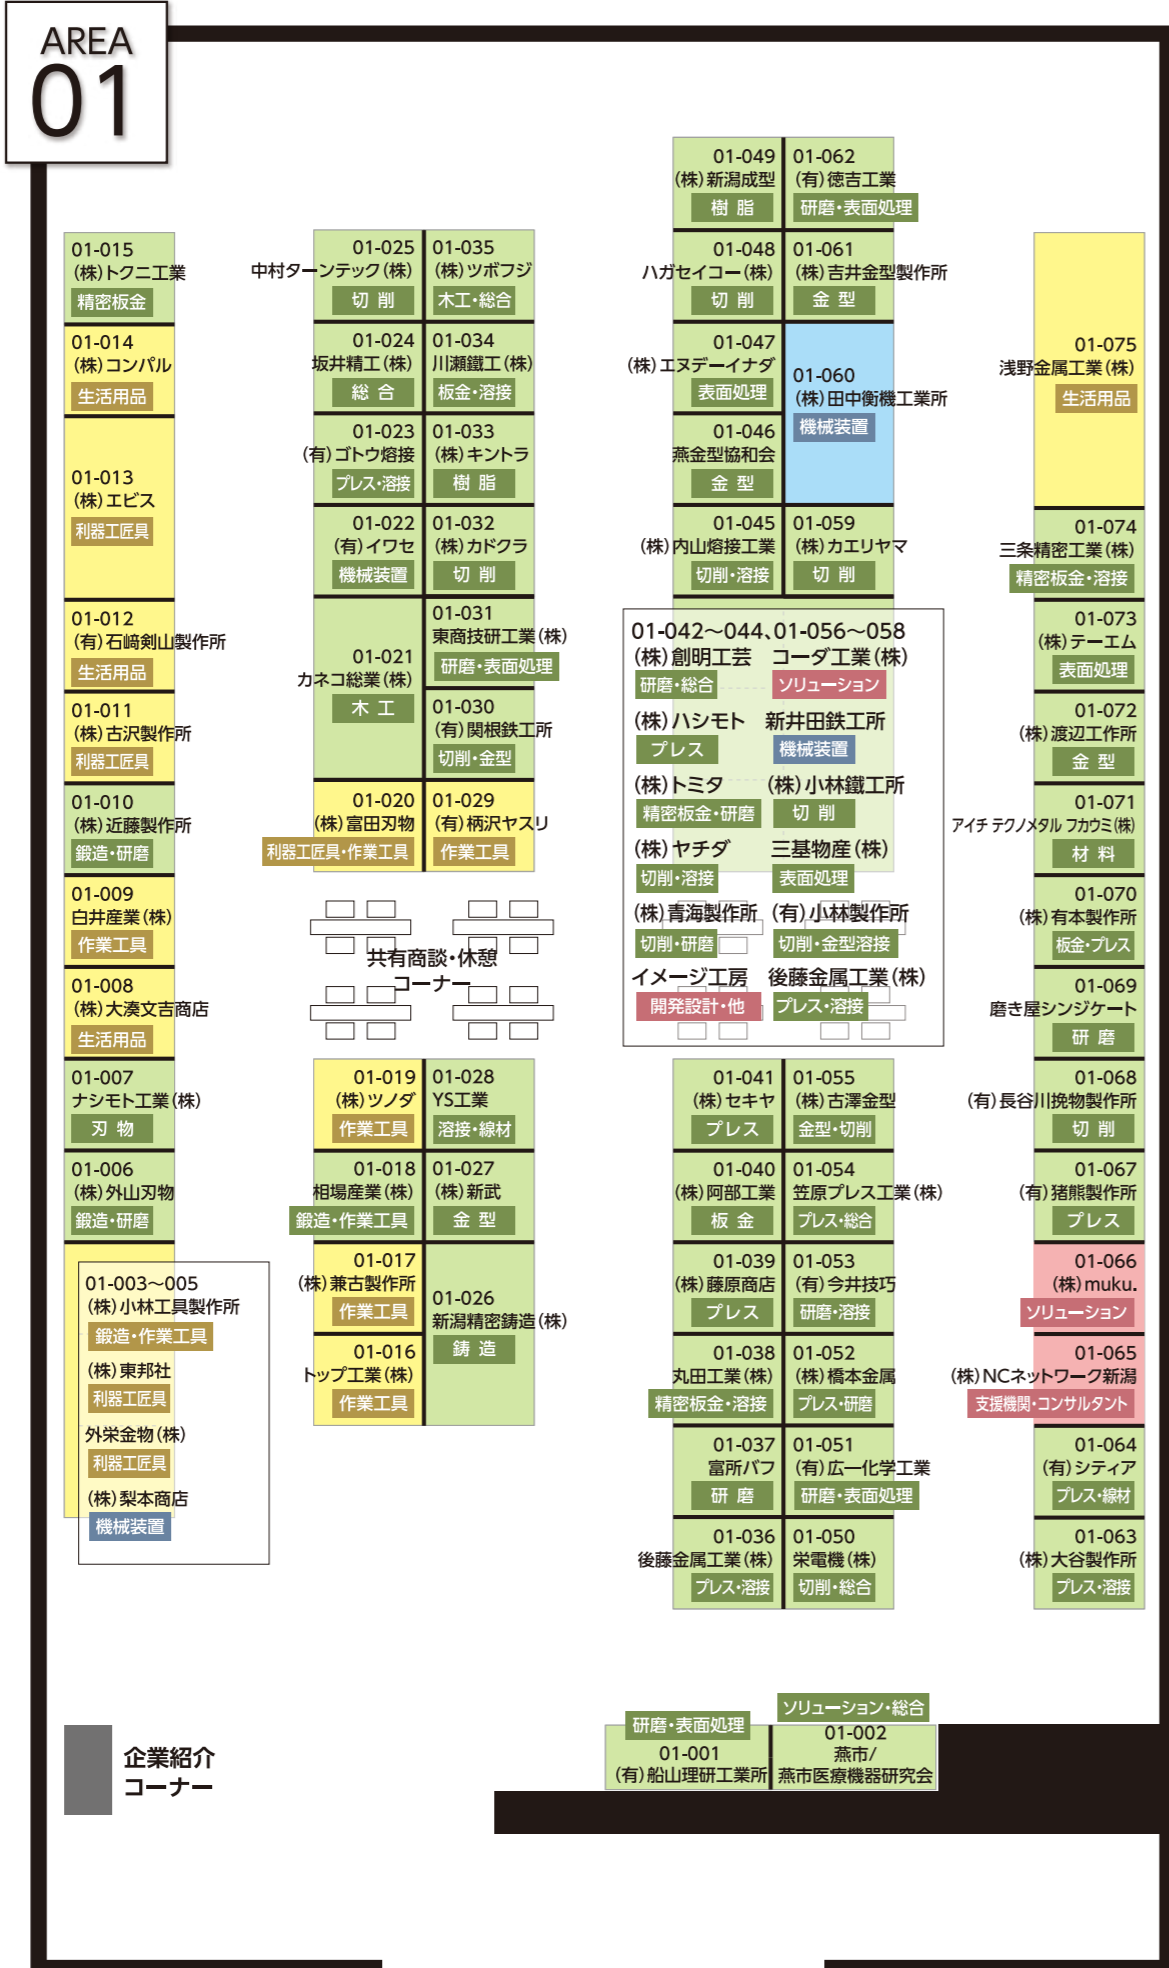 AREA
01
01-015
(株)トクニ工業
精密板金
01-014
(株)コンパル
生活用品
01-013
(株)エビス
利器工匠具
01-012
(有)石﨑剣山製作所
生活用品
01-011
(株)古沢製作所
利器工匠具
01-010
(株)近藤製作所
鍛造・研磨
01-009
白井産業(株)
作業工具
01-008
(株)大湊文吉商店
生活用品
01-007
ナシモト工業(株)
刃物
01-006
(株)外山刃物
鍛造・研磨
01-003～005
(株)小林工具製作所
鍛造・作業工具
(株)東邦社
利器工匠具
外栄金物(株)
利器工匠具
(株)梨本商店
機械装置
01-025
中村ターンテック(株)
切削
01-024
坂井精工(株)
総合
01-023
(有)ゴトウ熔接
プレス・溶接
01-022
(有)イワセ
機械装置
01-021
カネコ総業(株)
木工
01-020
(株)富田刃物
利器工匠具・作業工具
01-035
(株)ツボフジ
木工・総合
01-034
川瀬鐵工(株)
板金・溶接
01-033
(株)キントラ
樹脂
01-032
(株)カドクラ
切削
01-031
東商技研工業(株)
研磨・表面処理
01-030
(有)関根鉄工所
切削・金型
01-029
(有)柄沢ヤスリ
作業工具
共有商談・休憩
コーナー
01-019
(株)ツノダ
作業工具
01-018
相場産業(株)
鍛造・作業工具
01-017
(株)兼古製作所
作業工具
01-016
トップ工業(株)
作業工具
01-028
YS工業
溶接・線材
01-027
(株)新武
金型
01-026
新潟精密鋳造(株)
鋳造
01-049
(株)新潟成型
樹脂
01-048
ハガセイコー(株)
切削
01-047
(株)エヌデーイナダ
表面処理
01-046
燕金型協和会
金型
01-045
(株)内山熔接工業
切削・溶接
01-062
(有)徳吉工業
研磨・表面処理
01-061
(株)吉井金型製作所
金型
01-060
(株)田中衡機工業所
機械装置
01-059
(株)カエリヤマ
切削
01-042～044、01-056～058
(株)創明工芸 コーダ工業(株)
研磨・総合 ソリューション
(株)ハシモト 新井田鉄工所
プレス 機械装置
(株)トミタ (株)小林鐵工所
精密板金・研磨 切削
(株)ヤチダ 三基物産(株)
切削・溶接 表面処理
(株)青海製作所 (有)小林製作所
切削・研磨 切削・金型溶接
イメージ工房 後藤金属工業(株)
開発設計・他 プレス・溶接
01-041
(株)セキヤ
プレス
01-040
(株)阿部工業
板金
01-039
(株)藤原商店
プレス
01-038
丸田工業(株)
精密板金・溶接
01-037
富所バフ
研磨
01-036
後藤金属工業(株)
プレス・溶接
01-055
(株)古澤金型
金型・切削
01-054
笠原プレス工業(株)
プレス・総合
01-053
(有)今井技巧
研磨・溶接
01-052
(株)橋本金属
プレス・研磨
01-051
(有)広一化学工業
研磨・表面処理
01-050
栄電機(株)
切削・総合
01-075
浅野金属工業(株)
生活用品
01-074
三条精密工業(株)
精密板金・溶接
01-073
(株)テーエム
表面処理
01-072
(株)渡辺工作所
金型
01-071
アイチ テクノメタル フカウミ(株)
材料
01-070
(株)有本製作所
板金・プレス
01-069
磨き屋シンジケート
研磨
01-068
(有)長谷川挽物製作所
切削
01-067
(有)猪熊製作所
プレス
01-066
(株)muku.
ソリューション
01-065
(株)NCネットワーク新潟
支援機関・コンサルタント
01-064
(有)シティア
プレス・線材
01-063
(株)大谷製作所
プレス・溶接
企業紹介
コーナー
研磨・表面処理
01-001
(有)船山理研工業所
ソリューション・総合
01-002
燕市/
燕市医療機器研究会